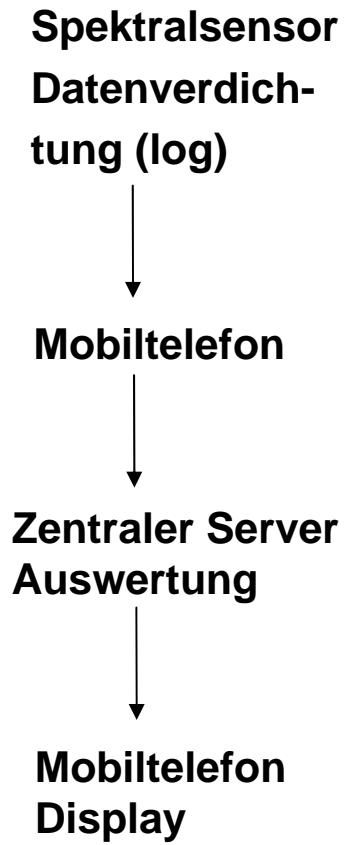 Spektralsensor
Datenverdich-
tung (log)
Mobiltelefon
Zentraler Server
Auswertung
Mobiltelefon
Display